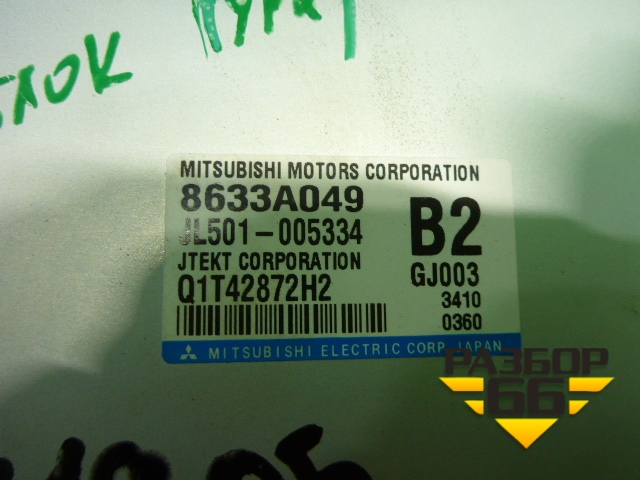 MITSUBISHI MOTORS CORPORATION
8633A049
JL501-005334
B2
JTEKT CORPORATION
GJ003
Q1T42872H2
3410
0360
MITSUBISHI ELECTRIC CORP. JAPAN
РАЗБОР
66